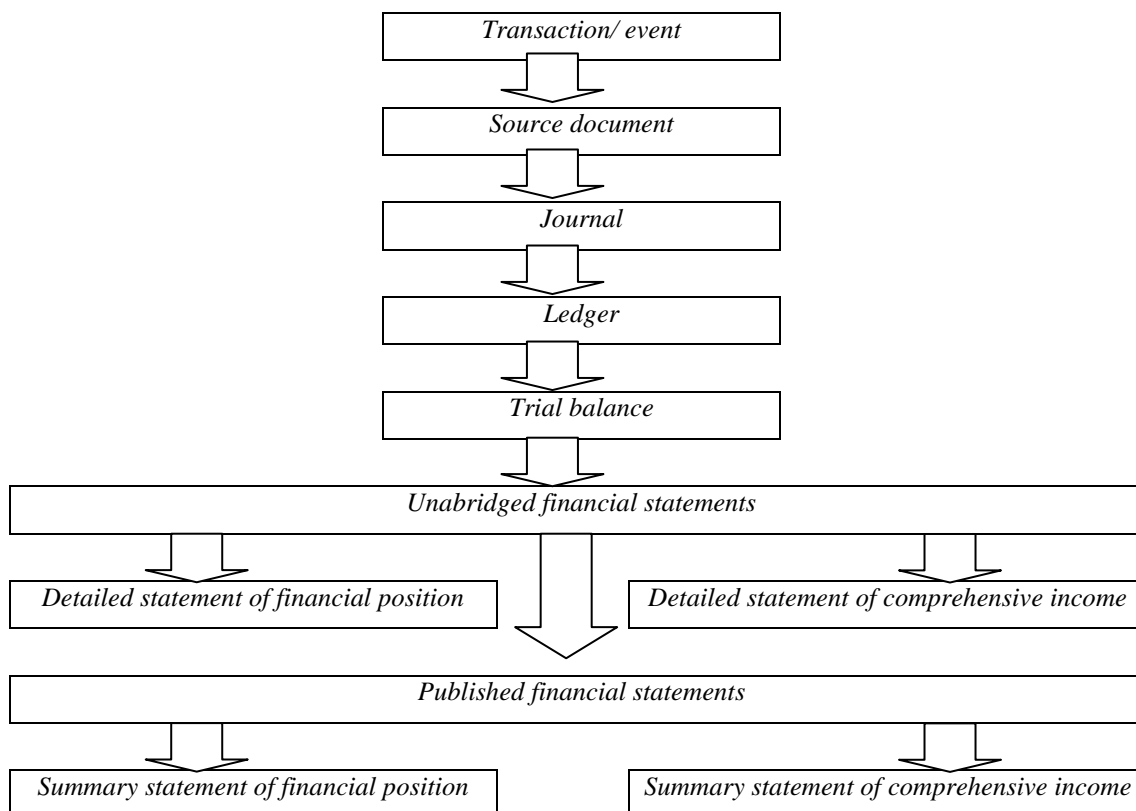 Transaction/ event
Source document
Journal
Ledger
Trial balance
Unabridged financial statements
Detailed statement of financial position
Detailed statement of comprehensive income
Published financial statements
Summary statement of financial position
Summary statement of comprehensive income